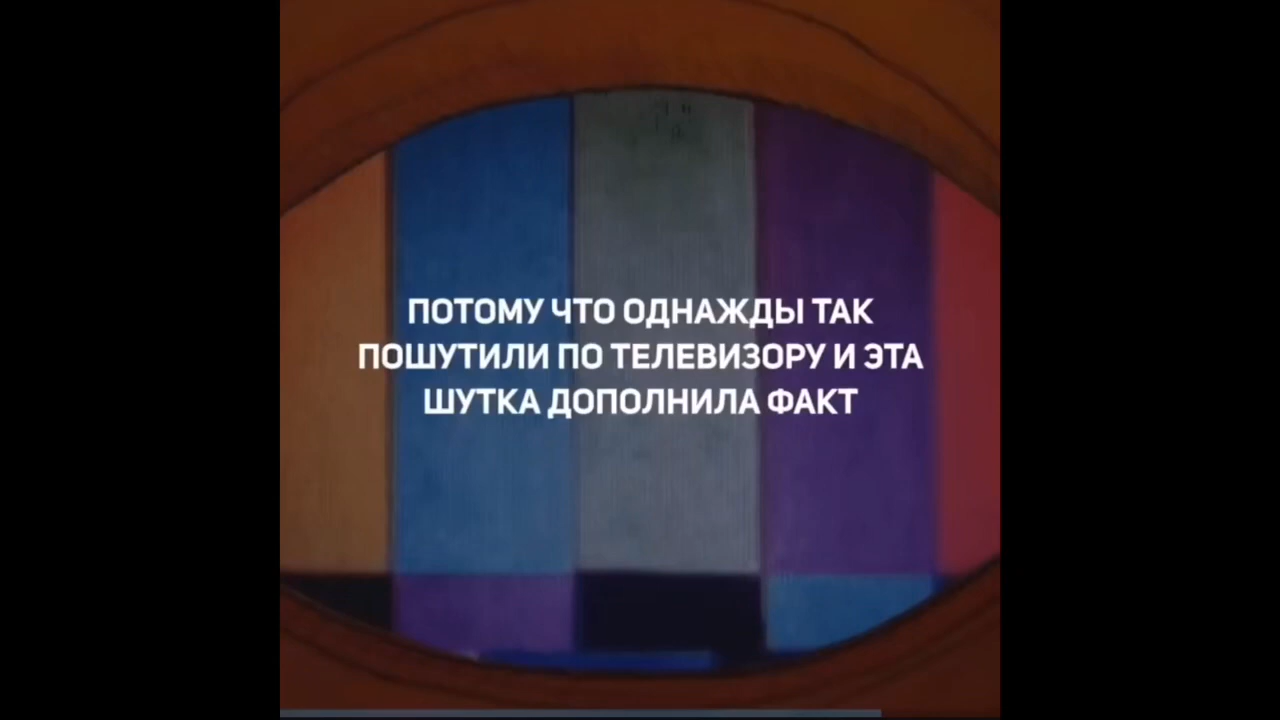 ПОТОМУ ЧТО ОДНАЖДЫ ТАК
ПОШУТИЛИ ПО ТЕЛЕВИЗОРУ И ЭТА
ШУТКА ДОПОЛНИЛА ФАКТ